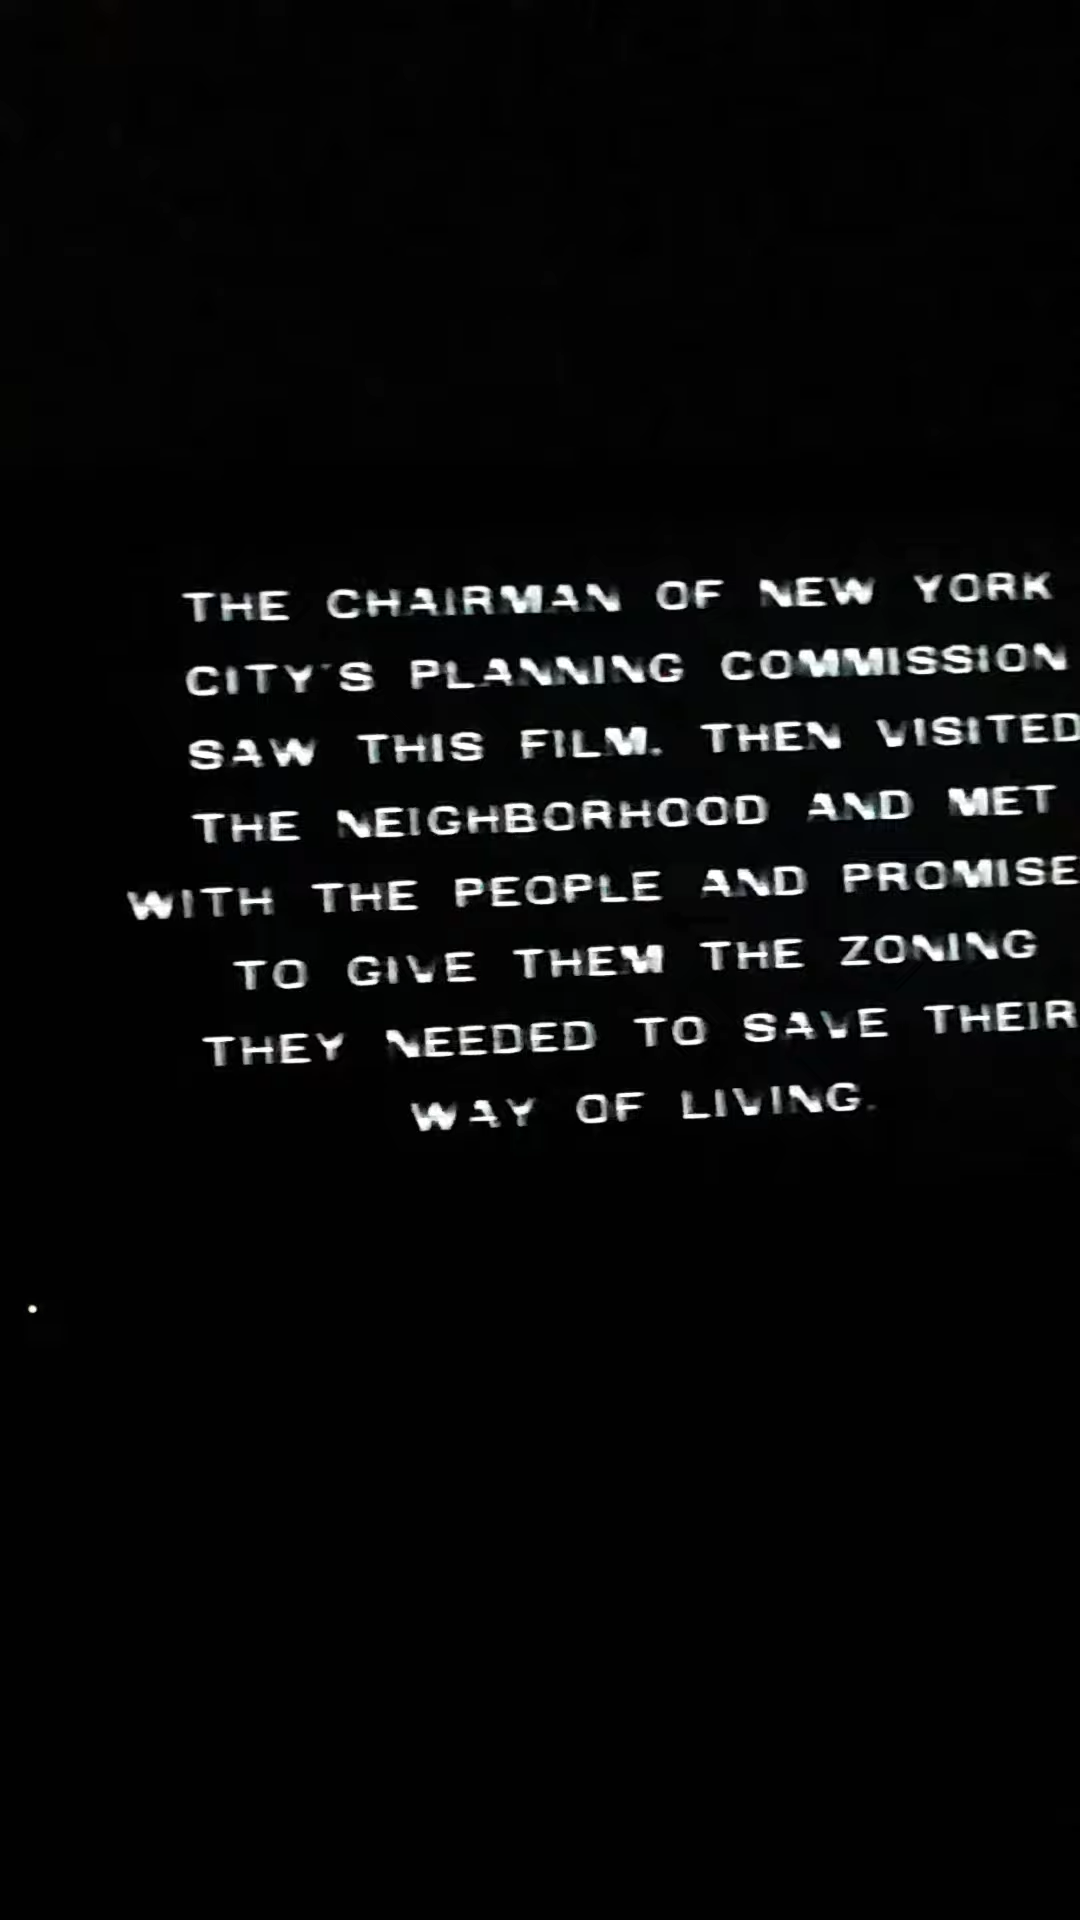 THE CHAIRMAN OF NEW YORK
CITY'S PLANNING COMMISSION
SAW THIS FILM. THEN VISITED
THE NEIGHBORHOOD AND MET
WITH THE PEOPLE AND PROMISE
TO GIVE THEM THE ZONING
THEY NEEDED TO SAVE THEIR
WAY OF LIVING.